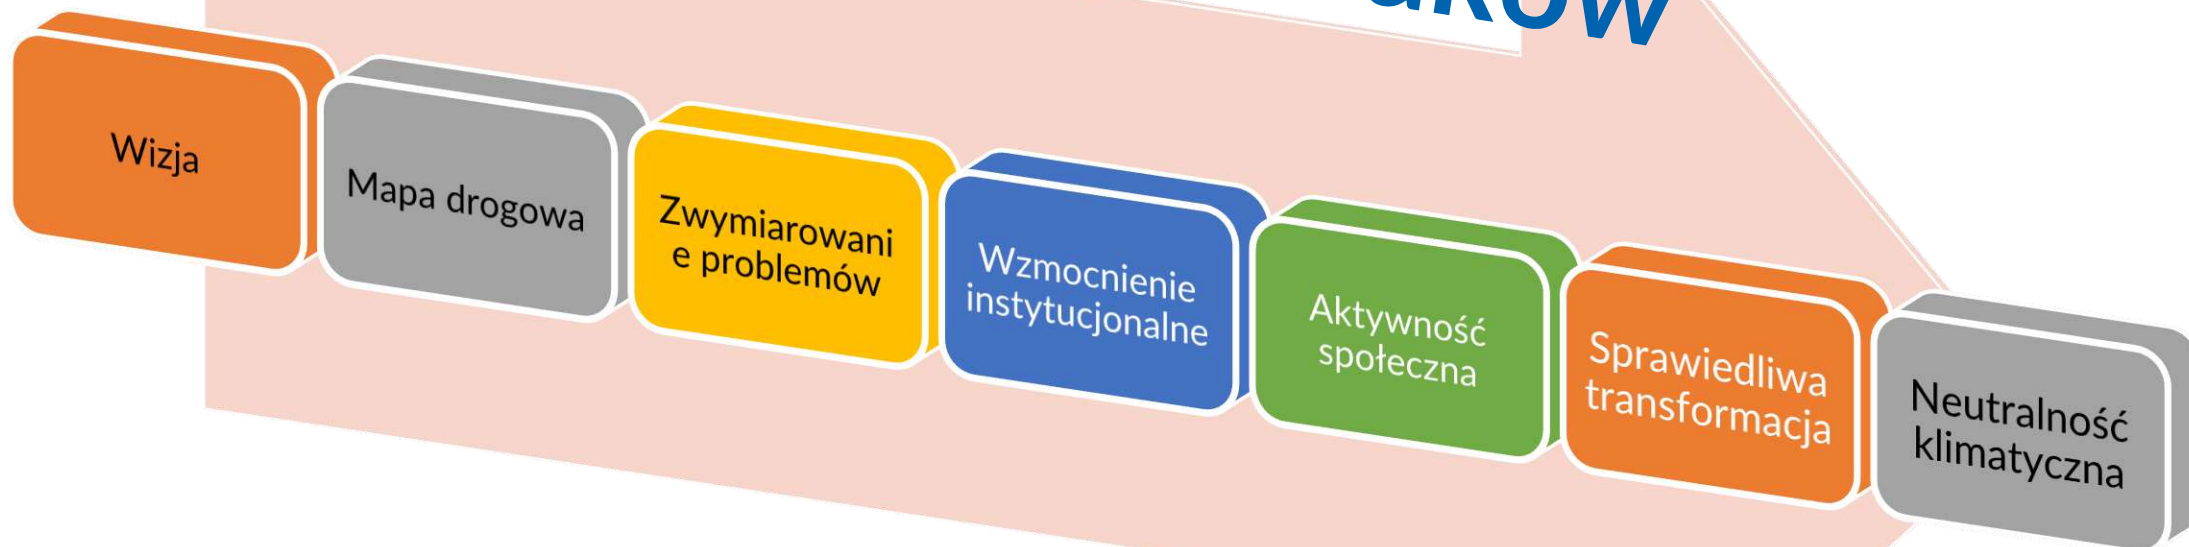 Wizja
Mapa drogowa
Zwymiarowani
e problemów
Wzmocnienie
instytucjonalne
Aktywność
społeczna
Sprawiedliwa
transformacja
Neutralność
klimatyczna